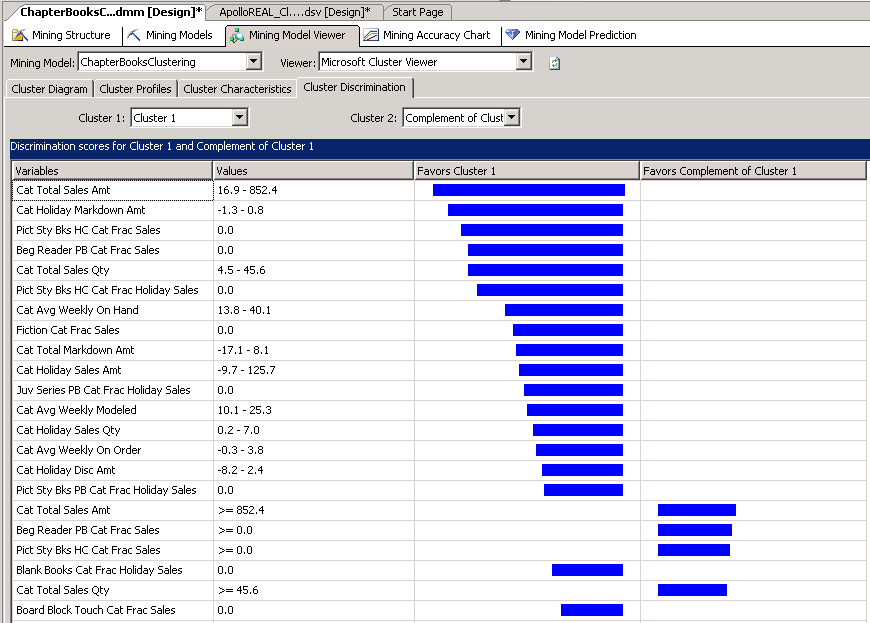 ChapterBooksC...dmm [Design]* ApolloREAL_Cl....dsv [Design]* Start Page
Mining Structure Mining Models Mining Model Viewer Mining Accuracy Chart Mining Model Prediction
Mining Model: ChapterBooksClustering Viewer: Microsoft Cluster Viewer
Cluster Diagram Cluster Profiles Cluster Characteristics Cluster Discrimination
Cluster 1: Cluster 1 Cluster 2: Complement of Clust
Discrimination scores for Cluster 1 and Complement of Cluster 1
Variables Values Favors Cluster 1 Favors Complement of Cluster 1
Cat Total Sales Amt 16.9 - 852.4
Cat Holiday Markdown Amt -1.3 - 0.8
Pict Sty Bks HC Cat Frac Sales 0.0
Beg Reader PB Cat Frac Sales 0.0
Cat Total Sales Qty 4.5 - 45.6
Pict Sty Bks HC Cat Frac Holiday Sales 0.0
Cat Avg Weekly On Hand 13.8 - 40.1
Fiction Cat Frac Sales 0.0
Cat Total Markdown Amt -17.1 - 8.1
Cat Holiday Sales Amt -9.7 - 125.7
Juv Series PB Cat Frac Holiday Sales 0.0
Cat Avg Weekly Modeled 10.1 - 25.3
Cat Holiday Sales Qty 0.2 - 7.0
Cat Avg Weekly On Order -0.3 - 3.8
Cat Holiday Disc Amt -8.2 - 2.4
Pict Sty Bks PB Cat Frac Holiday Sales 0.0
Cat Total Sales Amt >= 852.4
Beg Reader PB Cat Frac Sales >= 0.0
Pict Sty Bks HC Cat Frac Sales >= 0.0
Blank Books Cat Frac Holiday Sales 0.0
Cat Total Sales Qty >= 45.6
Board Block Touch Cat Frac Sales 0.0